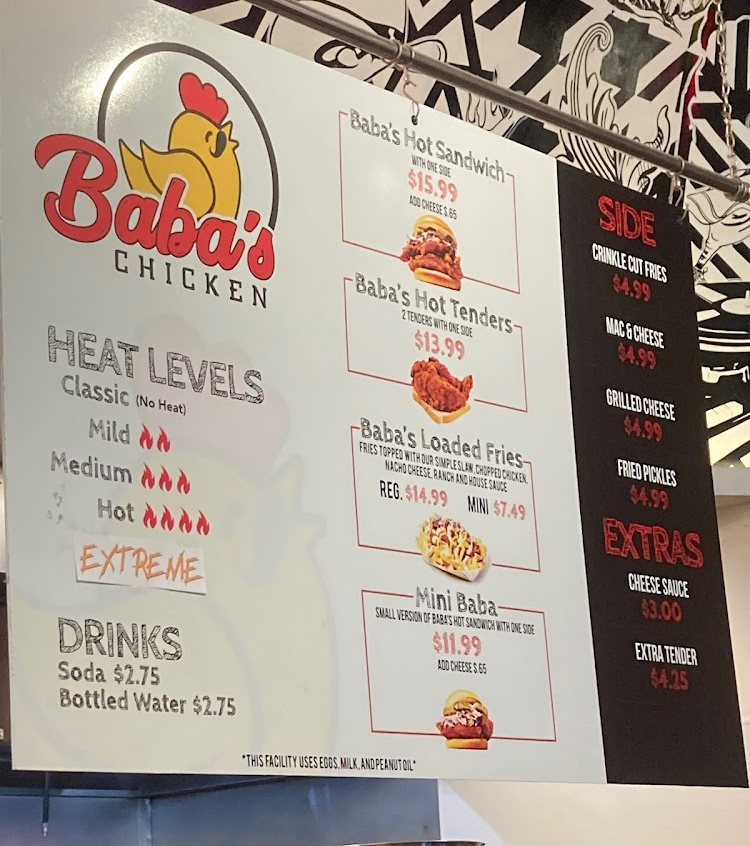 Baba's
CHICKEN
HEAT LEVELS
Classic (No Heat)
Mild
Medium
Hot
EXTREME
DRINKS
Soda $2.75
Bottled Water $2.75
Baba's Hot Sandwich
WITH ONE SIDE
$15.99
ADD CHEESE $.65
Baba's Hot Tenders
2 TENDERS WITH ONE SIDE
$13.99
Baba's Loaded Fries
FRIES TOPPED WITH OUR SIMPLE SLAW, CHOPPED CHICKEN,
NACHO CHEESE, RANCH AND HOUSE SAUCE
REG. $14.99 MINI $7.49
Mini Baba
SMALL VERSION OF BABA'S HOT SANDWICH WITH ONE SIDE
$11.99
ADD CHEESE $.65
*THIS FACILITY USES EGGS, MILK, AND PEANUT OIL*
SIDE
CRINKLE CUT FRIES
$4.99
MAC & CHEESE
$4.99
GRILLED CHEESE
$4.99
FRIED PICKLES
$4.99
EXTRAS
CHEESE SAUCE
$3.00
EXTRA TENDER
$4.25